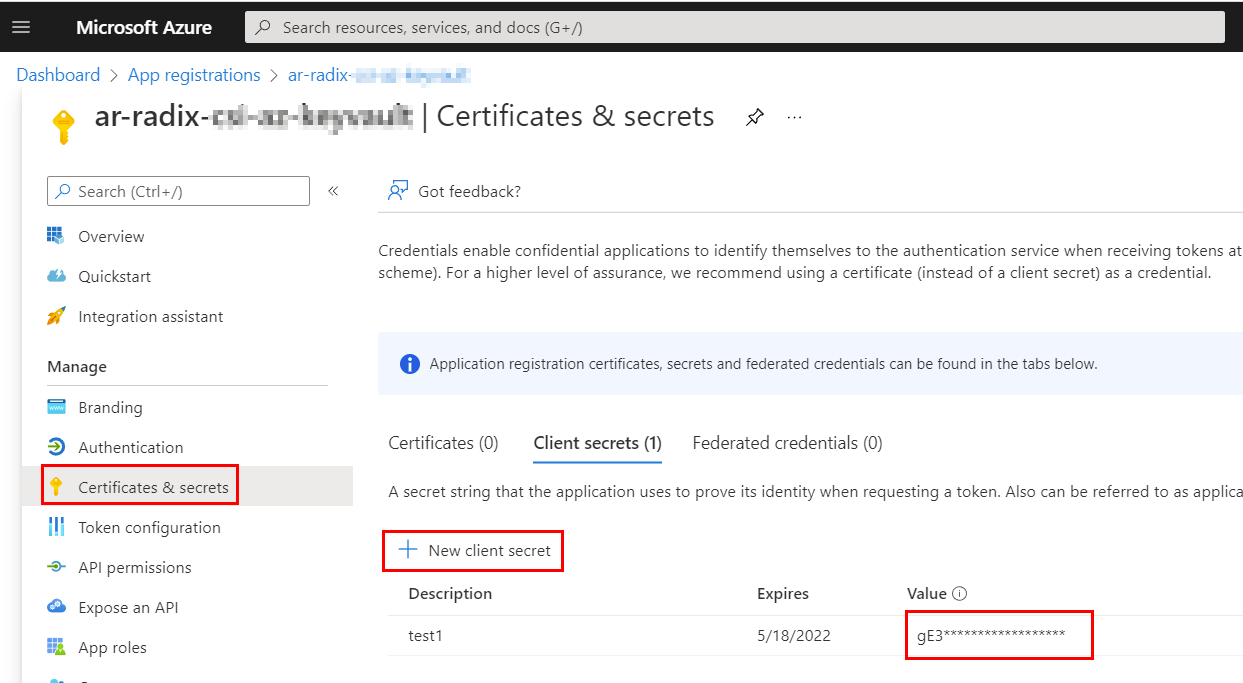 Microsoft Azure
Search resources, services, and docs (G+/)
Dashboard > App registrations > ar-radix-
ar-radix- | Certificates & secrets ...
Search (Ctrl+/) «
Got feedback?
Overview
Quickstart
Integration assistant
Manage
Branding
Authentication
Certificates & secrets
Token configuration
API permissions
Expose an API
App roles
Credentials enable confidential applications to identify themselves to the authentication service when receiving tokens at
scheme). For a higher level of assurance, we recommend using a certificate (instead of a client secret) as a credential.
Application registration certificates, secrets and federated credentials can be found in the tabs below.
Certificates (0) Client secrets (1) Federated credentials (0)
A secret string that the application uses to prove its identity when requesting a token. Also can be referred to as applica
New client secret
Description Expires Value
test1 5/18/2022 gE3******************